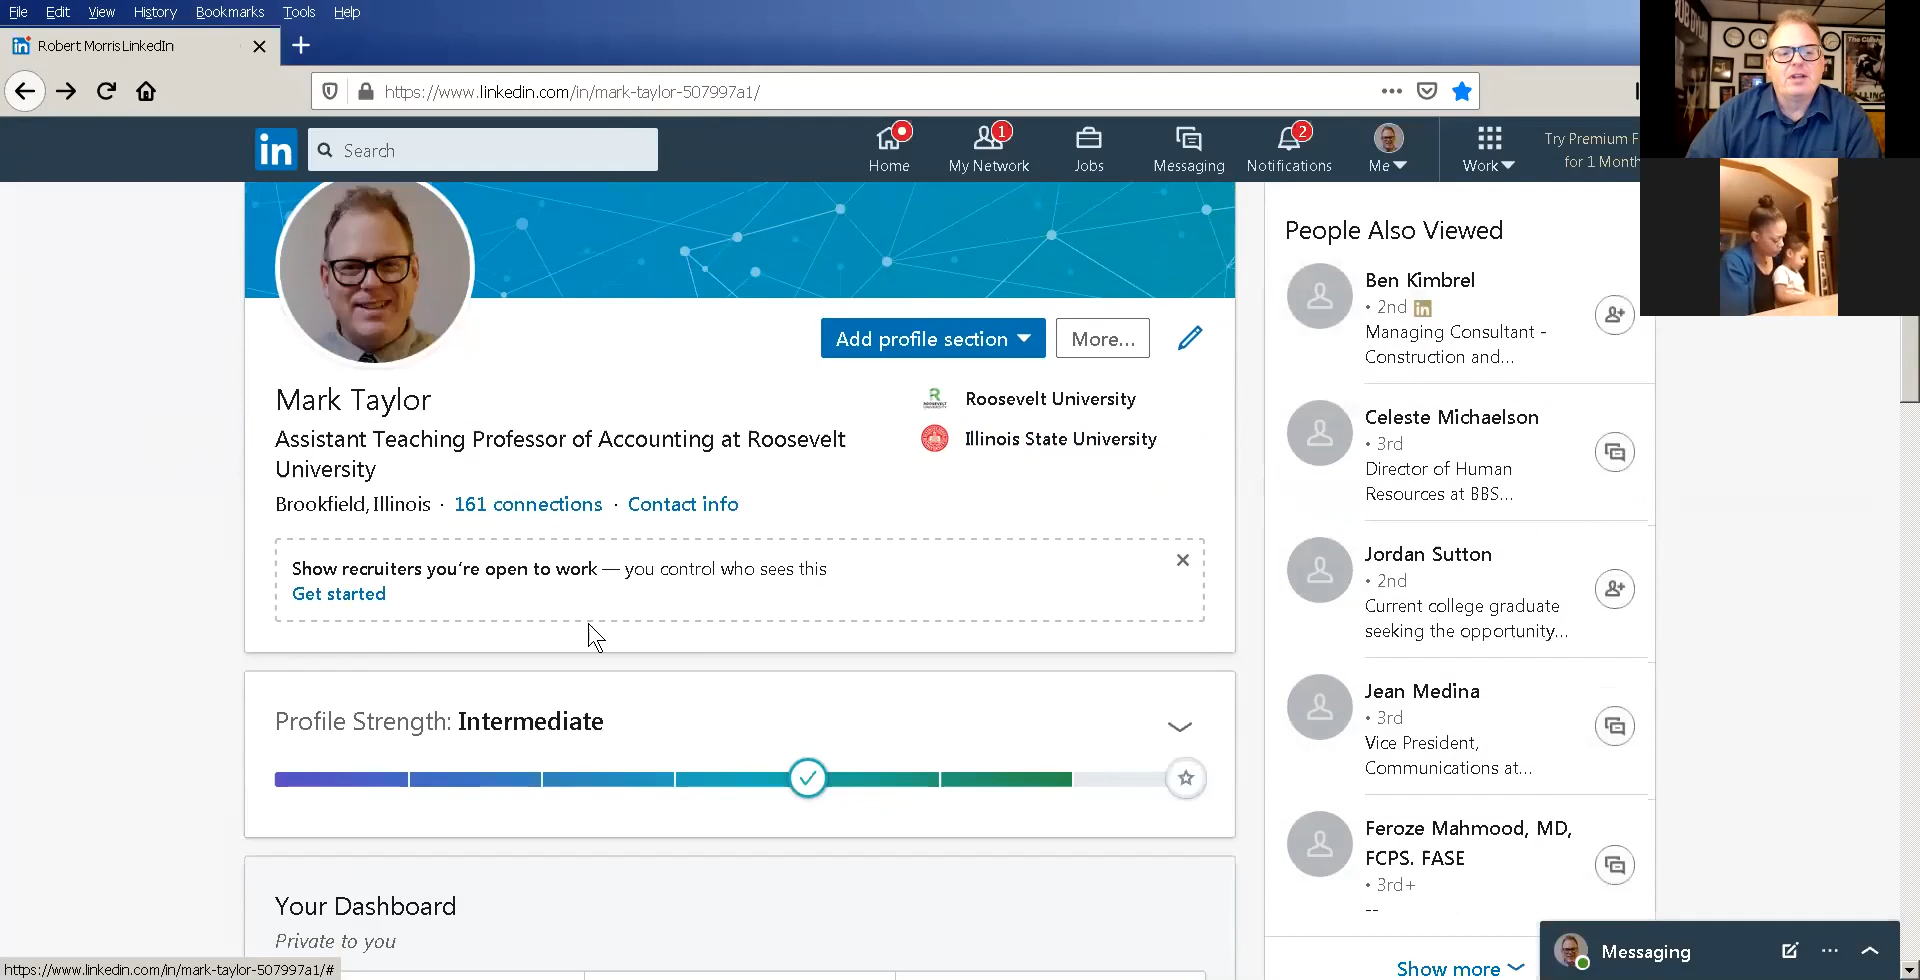 File Edit View History Bookmarks Tools Help
Robert Morris LinkedIn
https://www.linkedin.com/in/mark-taylor-507997a1/
in
Search
Home
1
My Network
Jobs
Messaging
2
Notifications
Me
Work
Try Premium F
for 1 Month
Add profile section
More...
Mark Taylor
Assistant Teaching Professor of Accounting at Roosevelt
University
Brookfield, Illinois · 161 connections · Contact info
Roosevelt University
Illinois State University
Show recruiters you're open to work — you control who sees this
Get started
Profile Strength: Intermediate
Your Dashboard
Private to you
People Also Viewed
Ben Kimbrel
• 2nd in
Managing Consultant -
Construction and...
Celeste Michaelson
• 3rd
Director of Human
Resources at BBS...
Jordan Sutton
• 2nd
Current college graduate
seeking the opportunity...
Jean Medina
• 3rd
Vice President,
Communications at...
Feroze Mahmood, MD,
FCPS. FASE
• 3rd+
--
Show more
Messaging
https://www.linkedin.com/in/mark-taylor-507997a1/#